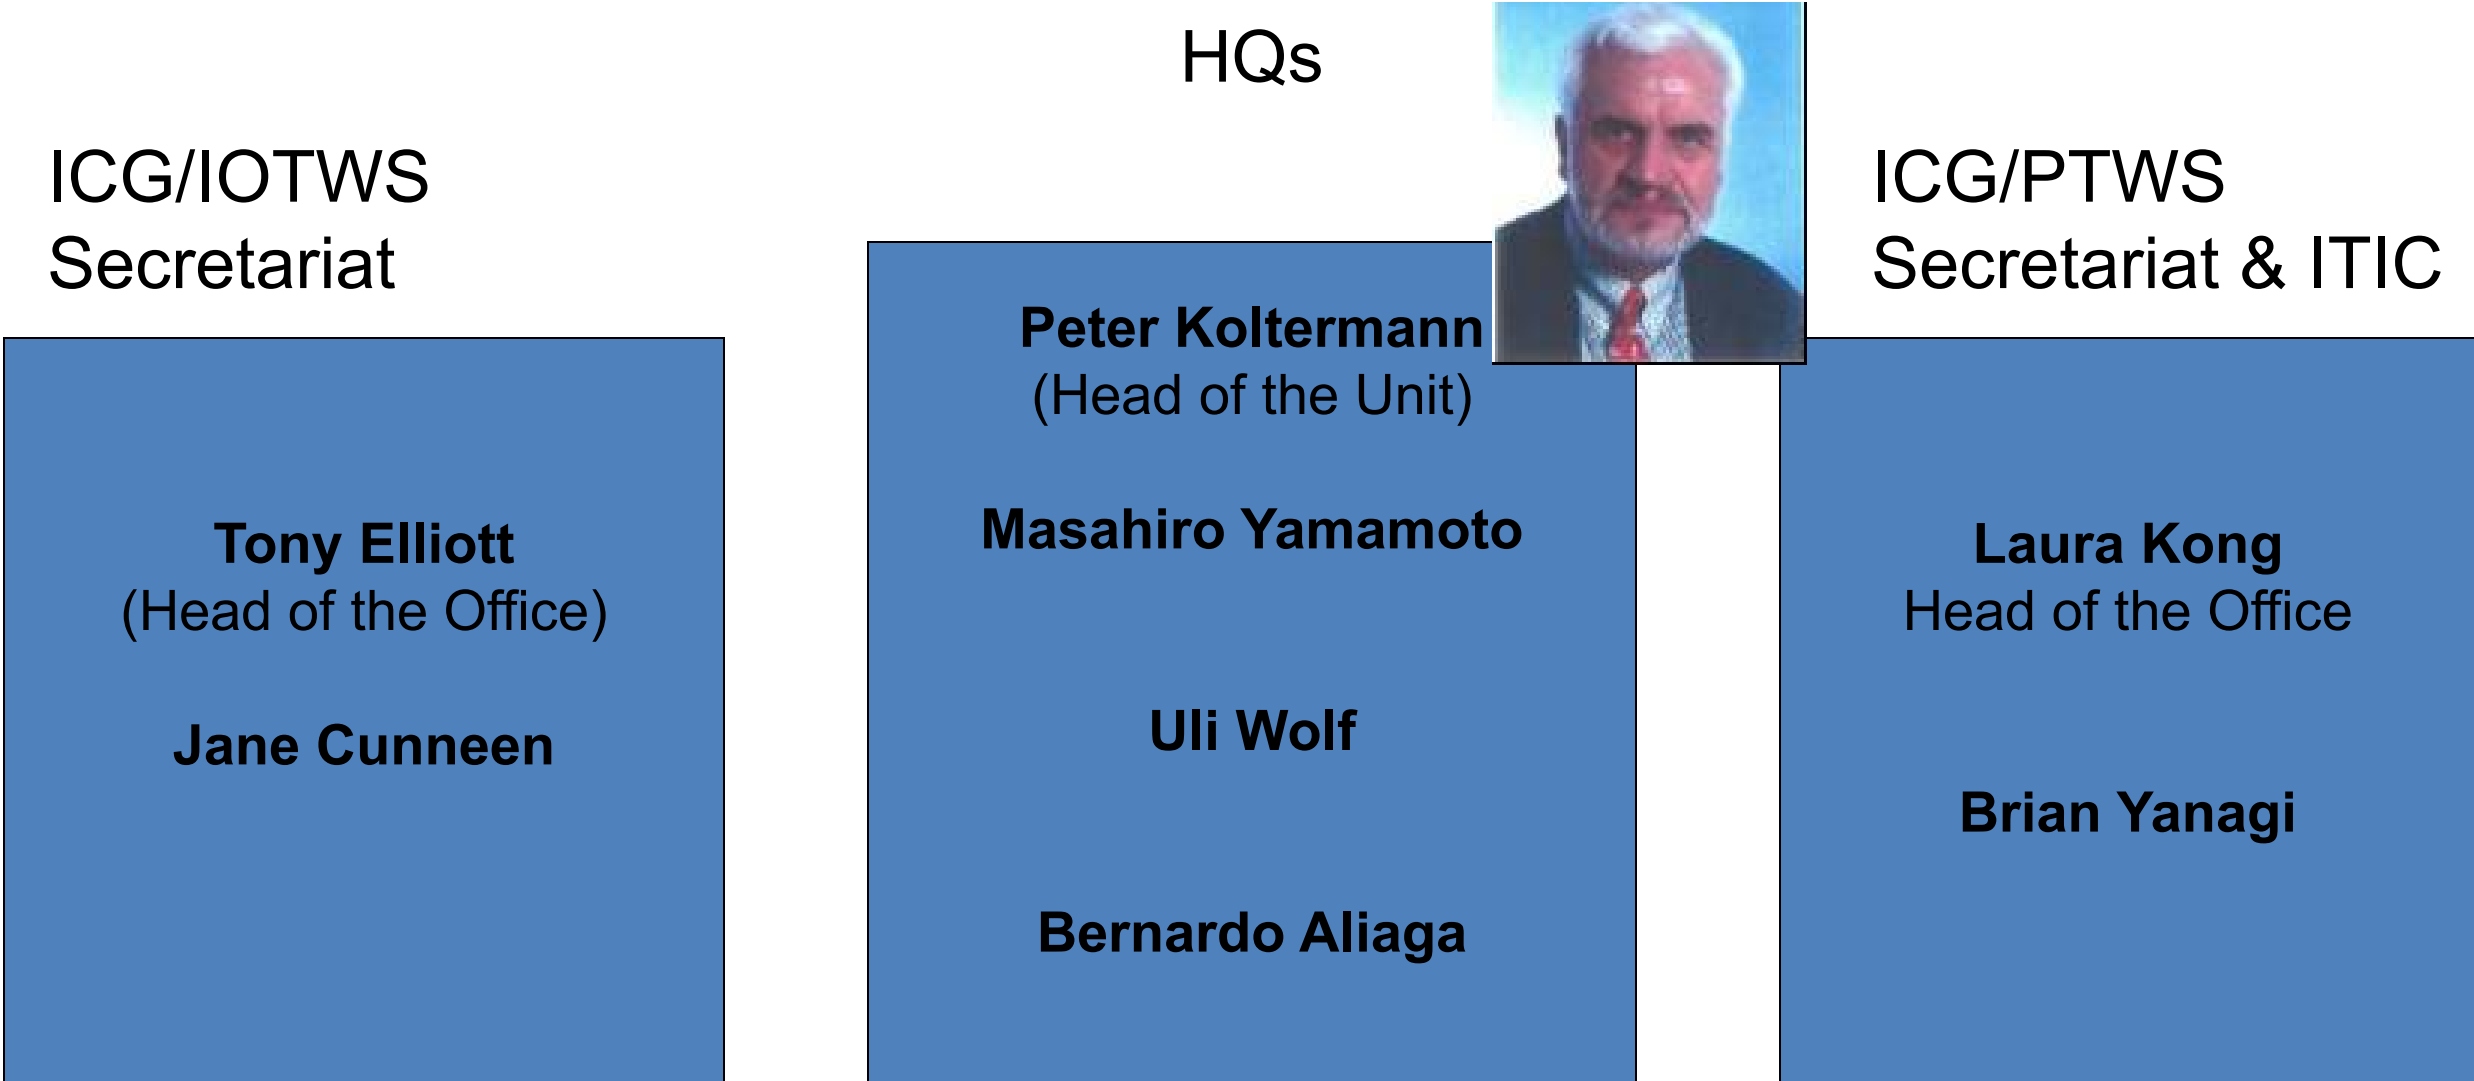 HQs
ICG/IOTWS
Secretariat
Tony Elliott
(Head of the Office)
Jane Cunneen
Peter Koltermann
(Head of the Unit)
Masahiro Yamamoto
Uli Wolf
Bernardo Aliaga
ICG/PTWS
Secretariat & ITIC
Laura Kong
Head of the Office
Brian Yanagi